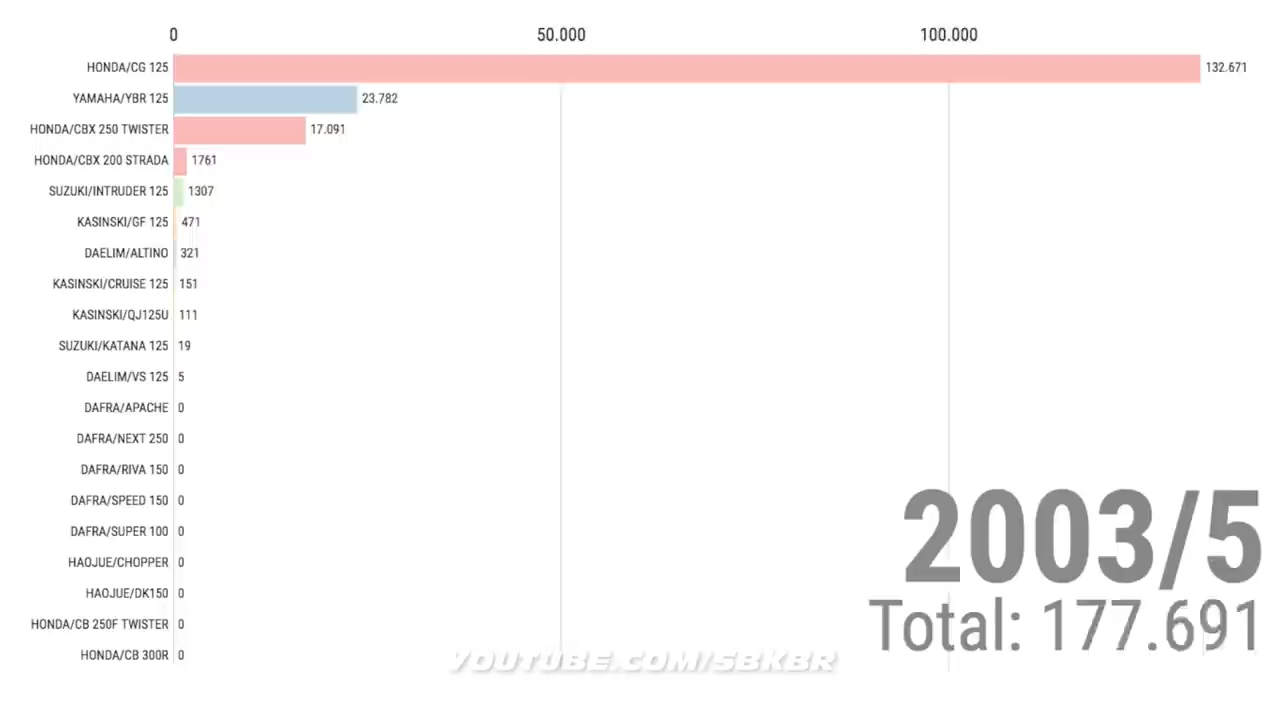 0 50.000 100.000
HONDA/CG 125 132.671
YAMAHA/YBR 125 23.782
HONDA/CBX 250 TWISTER 17.091
HONDA/CBX 200 STRADA 1761
SUZUKI/INTRUDER 125 1307
KASINSKI/GF 125 471
DAELIM/ALTINO 321
KASINSKI/CRUISE 125 151
KASINSKI/QJ125U 111
SUZUKI/KATANA 125 19
DAELIM/VS 125 5
DAFRA/APACHE 0
DAFRA/NEXT 250 0
DAFRA/RIVA 150 0
DAFRA/SPEED 150 0
DAFRA/SUPER 100 0
HAOJUE/CHOPPER 0
HAOJUE/DK150 0
HONDA/CB 250F TWISTER 0
HONDA/CB 300R 0
2003/5
Total: 177.691
YOUTUBE.COM/SBKBR